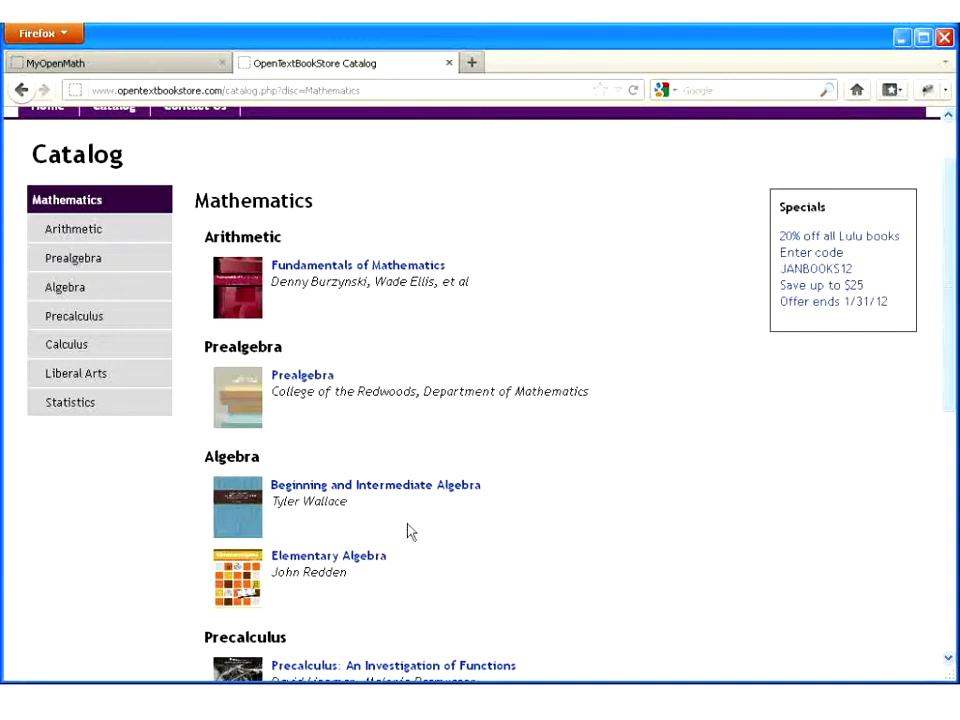 Firefox
MyOpenMath
OpenTextBookStore Catalog
www.opentextbookstore.com/catalog.php?disc=Mathematics
Google
Home
Catalog
Contact Us
Catalog
Mathematics
Arithmetic
Prealgebra
Algebra
Precalculus
Calculus
Liberal Arts
Statistics
Mathematics
Arithmetic
Fundamentals of Mathematics
Denny Burzynski, Wade Ellis, et al
Prealgebra
Prealgebra
College of the Redwoods, Department of Mathematics
Algebra
Beginning and Intermediate Algebra
Tyler Wallace
Elementary Algebra
John Redden
Precalculus
Precalculus: An Investigation of Functions
Specials
20% off all Lulu books
Enter code
JANBOOKS12
Save up to $25
Offer ends 1/31/12